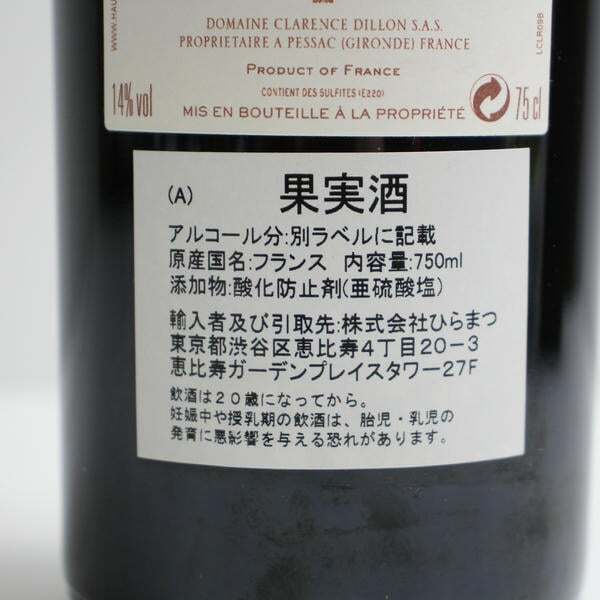 DOMAINE CLARENCE DILLON S.A.S.
PROPRIETAIRE A PESSAC (GIRONDE) FRANCE
PRODUCT OF FRANCE
CONTIENT DES SULFITES (E220)
14% vol
75 cl
MIS EN BOUTEILLE À LA PROPRIÉTÉ
WWW.HAU
LCLR09B
(A) 果実酒
アルコール分:別ラベルに記載
原産国名:フランス 内容量:750ml
添加物:酸化防止剤(亜硫酸塩)
輸入者及び引取先:株式会社ひらまつ
東京都渋谷区恵比寿4丁目20-3
恵比寿ガーデンプレイスタワー27F
飲酒は20歳になってから。
妊娠中や授乳期の飲酒は、胎児・乳児の
発育に悪影響を与える恐れがあります。